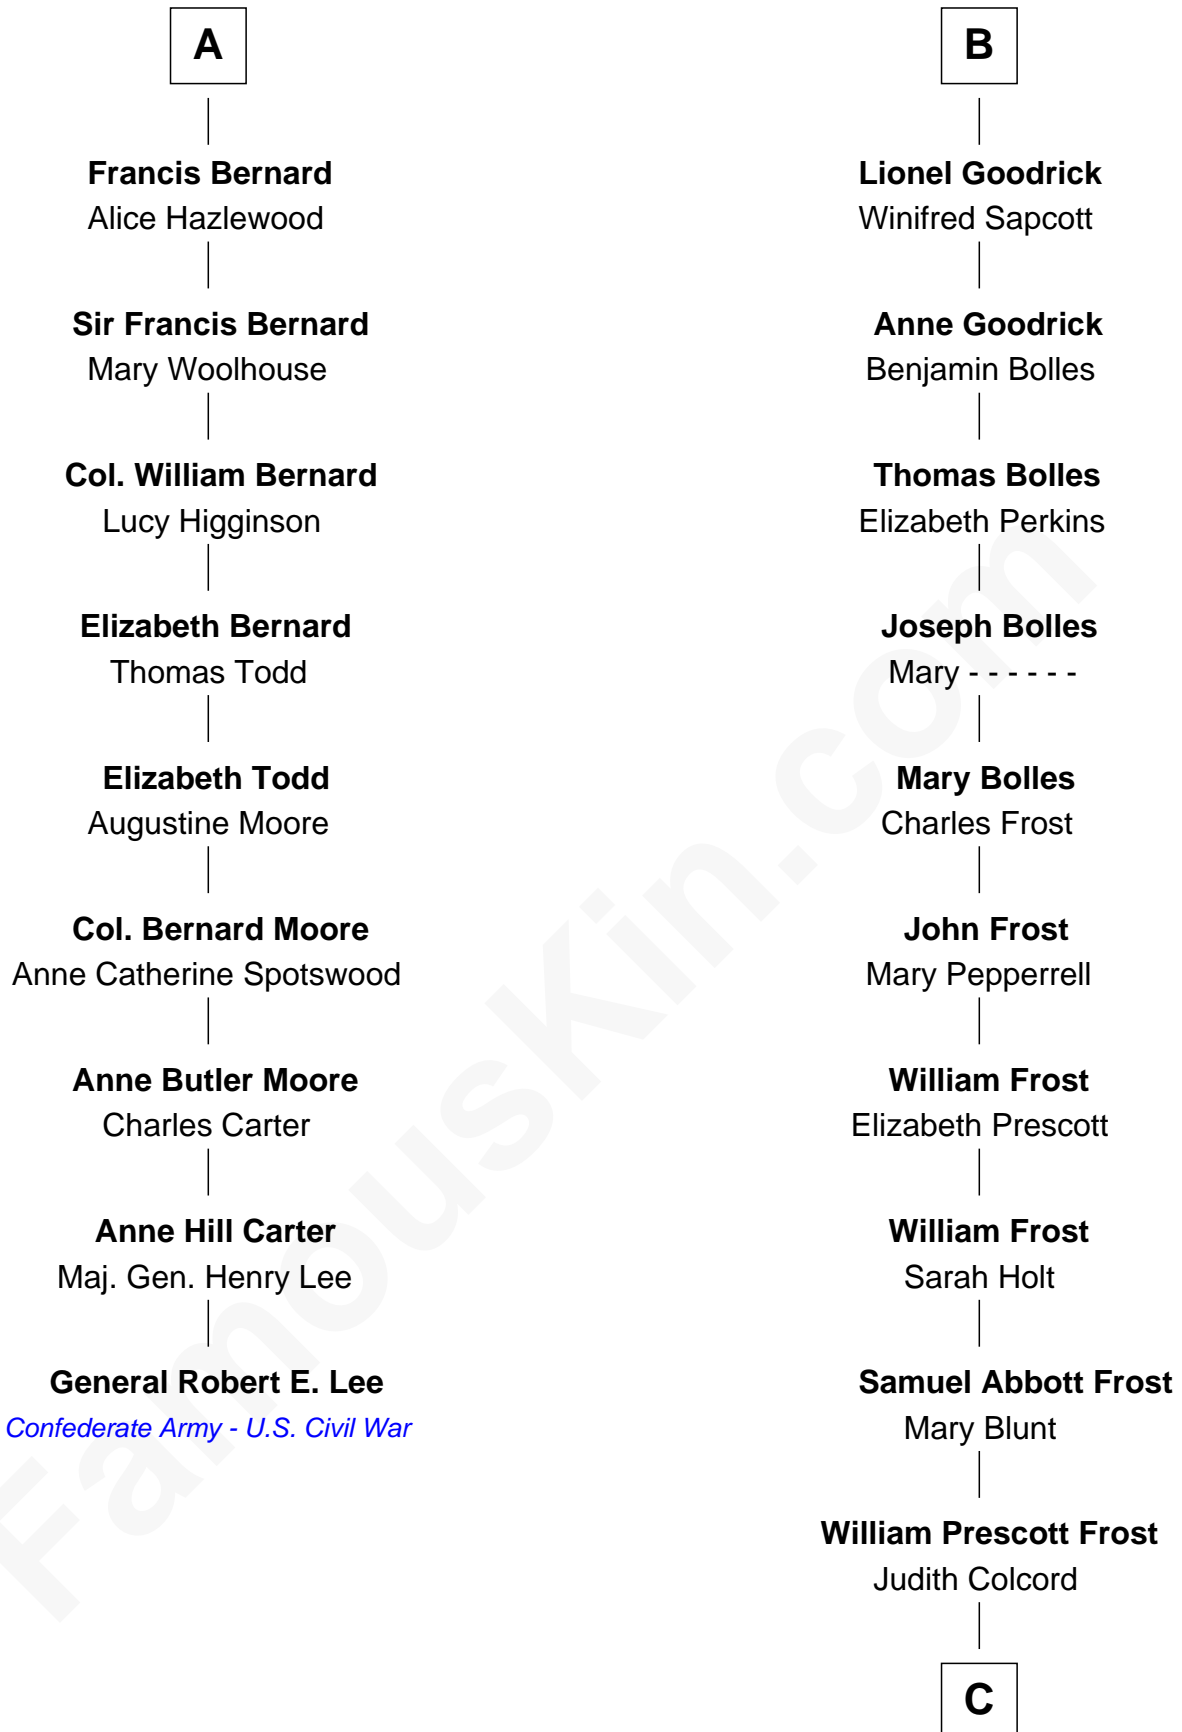 A
Francis Bernard
Alice Hazlewood
Sir Francis Bernard
Mary Woolhouse
Col. William Bernard
Lucy Higginson
Elizabeth Bernard
Thomas Todd
Elizabeth Todd
Augustine Moore
Col. Bernard Moore
Anne Catherine Spotswood
Anne Butler Moore
Charles Carter
Anne Hill Carter
Maj. Gen. Henry Lee
General Robert E. Lee
Confederate Army - U.S. Civil War
B
Lionel Goodrick
Winifred Sapcott
Anne Goodrick
Benjamin Bolles
Thomas Bolles
Elizabeth Perkins
Joseph Bolles
Mary - - - - - -
Mary Bolles
Charles Frost
John Frost
Mary Pepperrell
William Frost
Elizabeth Prescott
William Frost
Sarah Holt
Samuel Abbott Frost
Mary Blunt
William Prescott Frost
Judith Colcord
C
FamousKin.com